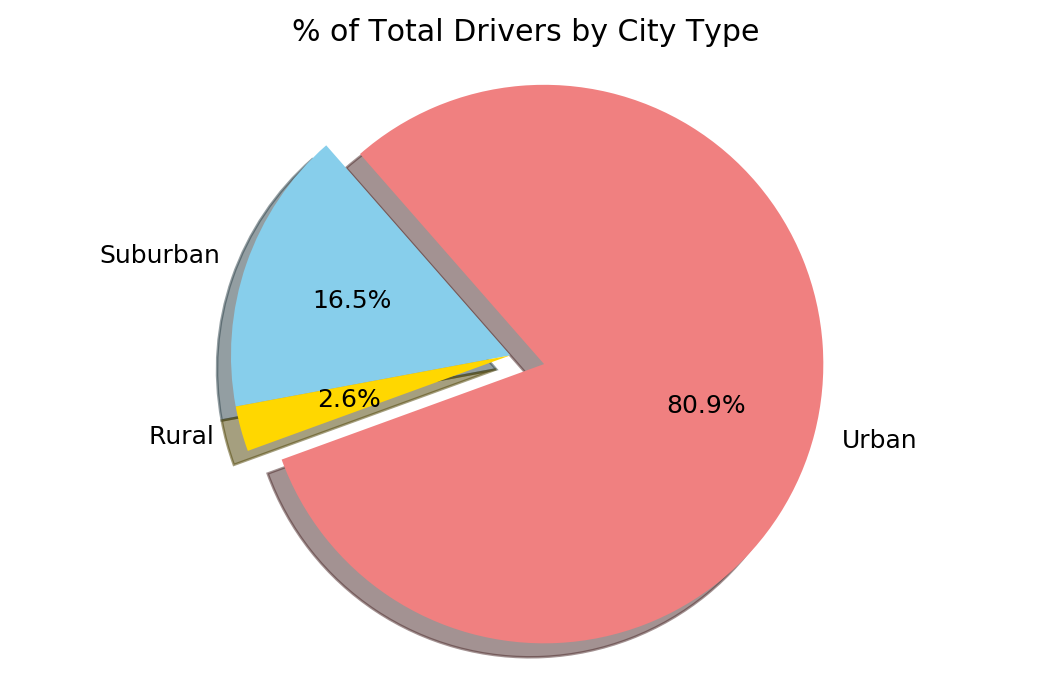 % of Total Drivers by City Type
Suburban
16.5%
2.6%
80.9%
Rural
Urban